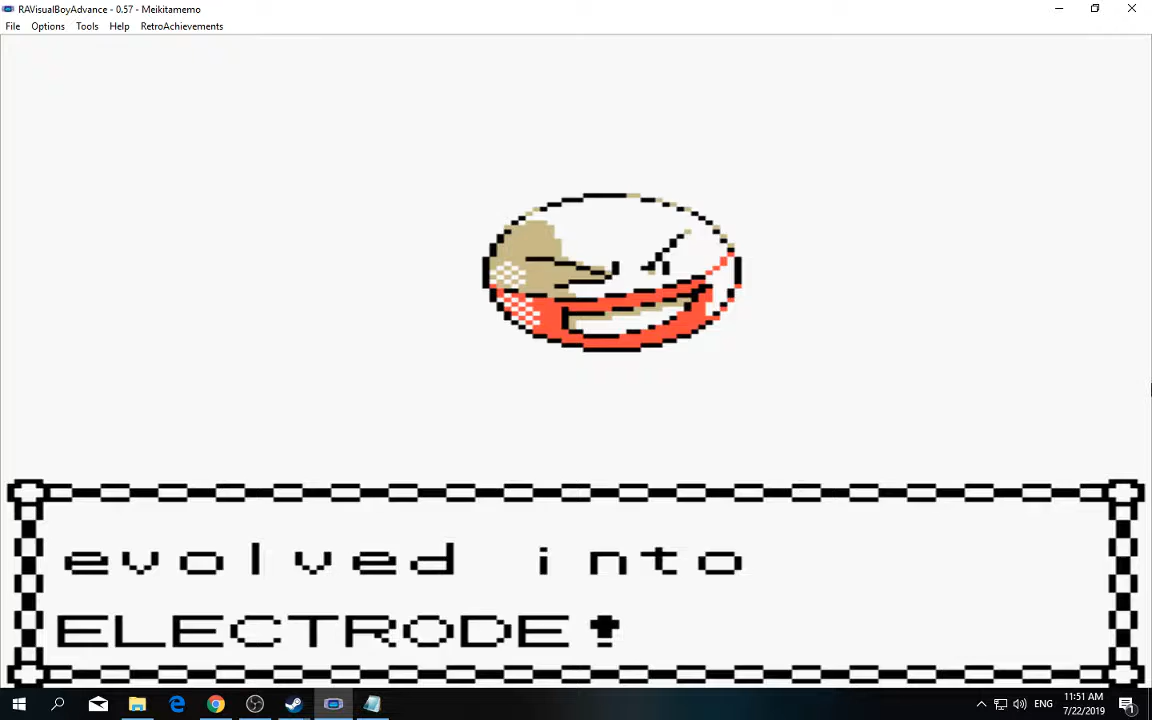 RAVisualBoyAdvance - 0.57 - Meikitamemo
File Options Tools Help RetroAchievements
evolved into
ELECTRODE!
11:51 AM
ENG
7/22/2019
1